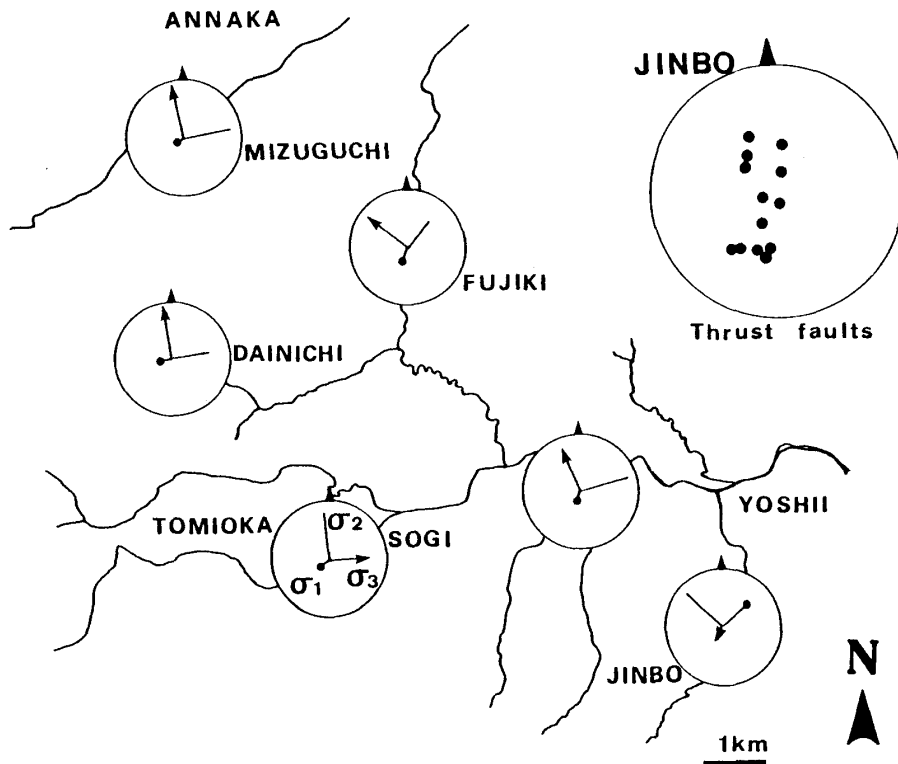 ANNAKA
JINBO
MIZUGUCHI
FUJIKI
Thrust faults
DAINICHI
TOMIOKA
σ2
SOGI
YOSHII
σ1
σ3
JINBO
N
1km